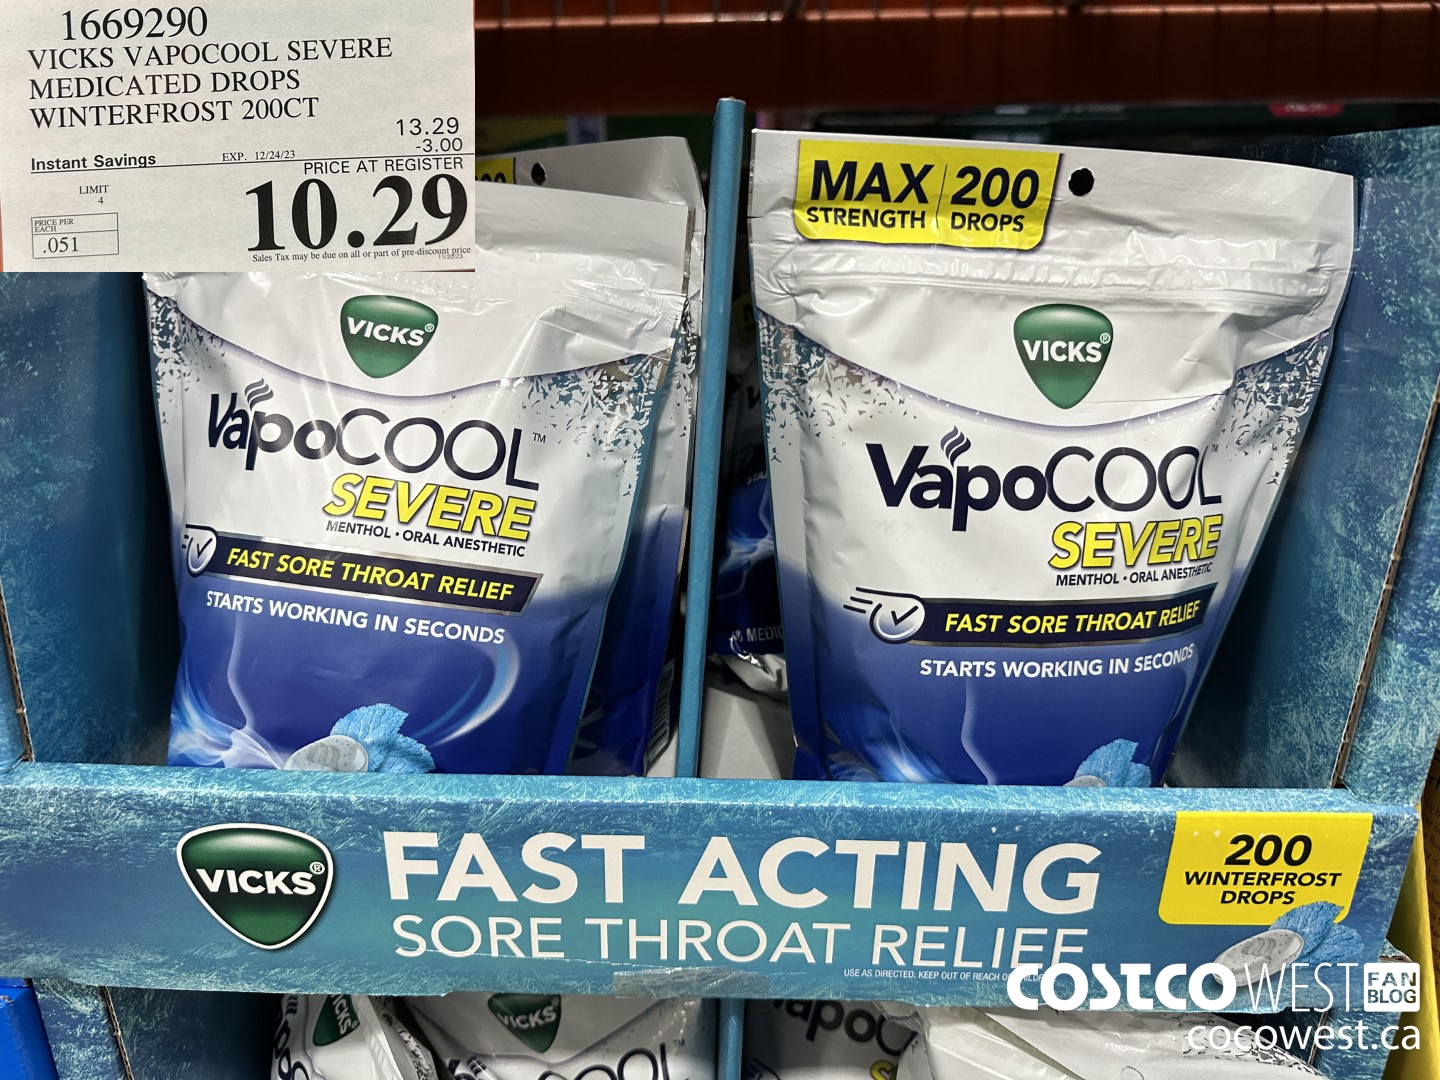 1669290
VICKS VAPOCOOL SEVERE
MEDICATED DROPS
WINTERFROST 200CT
13.29
-3.00
Instant Savings
EXP. 12/24/23
PRICE AT REGISTER
LIMIT
4
10.29
PRICE PER
EACH
.051
Sales Tax may be due on all or part of pre-discount price
VICKS®
VapoCOOL™
SEVERE
MENTHOL • ORAL ANESTHETIC
FAST SORE THROAT RELIEF
STARTS WORKING IN SECONDS
MAX STRENGTH
200 DROPS
VICKS®
VapoCOOL™
SEVERE
MENTHOL • ORAL ANESTHETIC
FAST SORE THROAT RELIEF
STARTS WORKING IN SECONDS
VICKS®
FAST ACTING
SORE THROAT RELIEF
USE AS DIRECTED. KEEP OUT OF REACH
200
WINTERFROST
DROPS
COSTCO WEST FAN BLOG
cocowest.ca
VICKS
VICKS